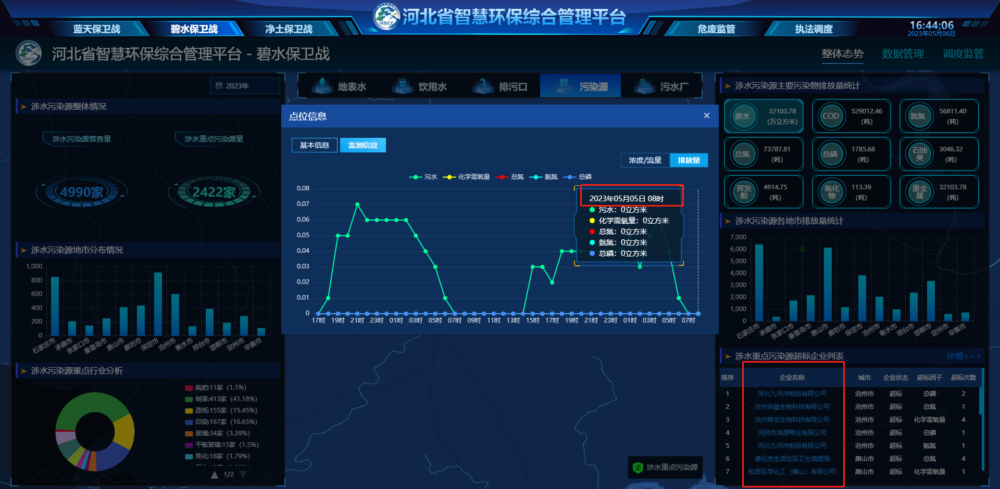 河北省智慧环保综合管理平台
蓝天保卫战
碧水保卫战
净土保卫战
危废监管
执法调度
16:44:06
2023年05月06日
HBEE
河北省智慧环保综合管理平台 - 碧水保卫战
整体态势
数据管理
调度监管
2023年
涉水污染源整体情况
涉水污染源普查量
涉水重点污染源量
4990家
2422家
涉水污染源地市分布情况
1,000
800
600
400
200
0
石家庄市
承德市
张家口市
秦皇岛市
唐山市
廊坊市
保定市
沧州市
衡水市
邢台市
邯郸市
定州市
辛集市
涉水污染源重点行业分析
氮肥:11家（1.1%）
制革:413家（41.18%）
造纸:155家（15.45%）
印染:167家（16.65%）
玻璃:34家（3.39%）
平板玻璃:15家（1.5%）
焦化:18家（1.79%）
1/2
地表水
饮用水
排污口
污染源
污水厂
点位信息
×
基本信息
监测信息
浓度/流量
排放量
污水
化学需氧量
总氮
氨氮
总磷
0.08
0.07
0.06
0.05
0.04
0.03
0.02
0.01
0
17时
19时
21时
23时
01时
03时
05时
07时
09时
11时
13时
15时
17时
19时
21时
23时
01时
03时
05时
07时
2023年05月05日 08时
污水：0立方米
化学需氧量：0立方米
总氮：0立方米
氨氮：0立方米
总磷：0立方米
企
涉水重点污染源
涉水污染源主要污染物排放量统计
废水
32103.78
(万立方米)
COD
529012.46
(吨)
氨氮
56811.40
(吨)
总氮
73787.81
(吨)
总磷
1785.68
(吨)
石油类
3046.32
(吨)
挥发酚
4914.75
(吨)
氰化物
113.39
(吨)
重金属
32103.78
(吨)
涉水污染源各地市排放量统计
7,000
6,000
5,000
4,000
3,000
2,000
1,000
0
石家庄市
承德市
张家口市
秦皇岛市
唐山市
廊坊市
保定市
沧州市
衡水市
邢台市
邯郸市
定州市
辛集市
涉水重点污染源超标企业列表
详情>>>
排序 企业名称 城市 企业状态 超标因子 超标次数
1 河北九河肉制品有限公司 沧州市 超标 总磷 2
2 沧州华晨生物科技有限公司 沧州市 超标 总氮 1
3 沧州骅龙生物科技有限公司 沧州市 超标 化学需氧量 4
4 河间市鸿源鸭业有限公司 沧州市 超标 总磷 1
5 河北九河肉制品有限公司 沧州市 超标 氨氮 1
6 遵化市生活垃圾卫生填埋场 唐山市 超标 总氮 4
7 松原百孚化工（唐山）有限公司 唐山市 超标 化学需氧量 1